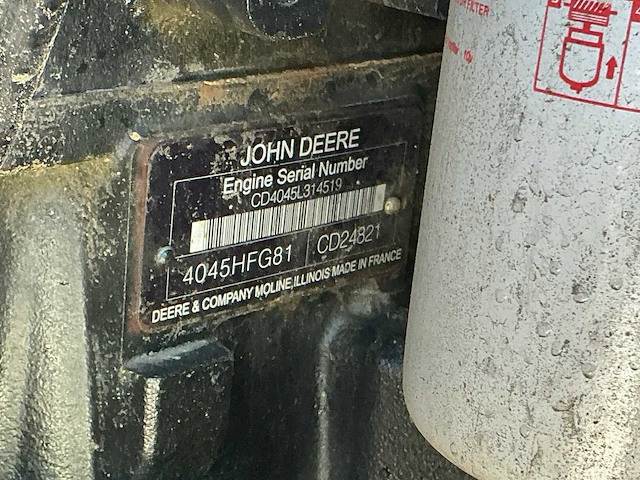 JOHN DEERE
Engine Serial Number
CD4045L314519
4045HFG81 CD24821
DEERE & COMPANY MOLINE, ILLINOIS MADE IN FRANCE
FILTER